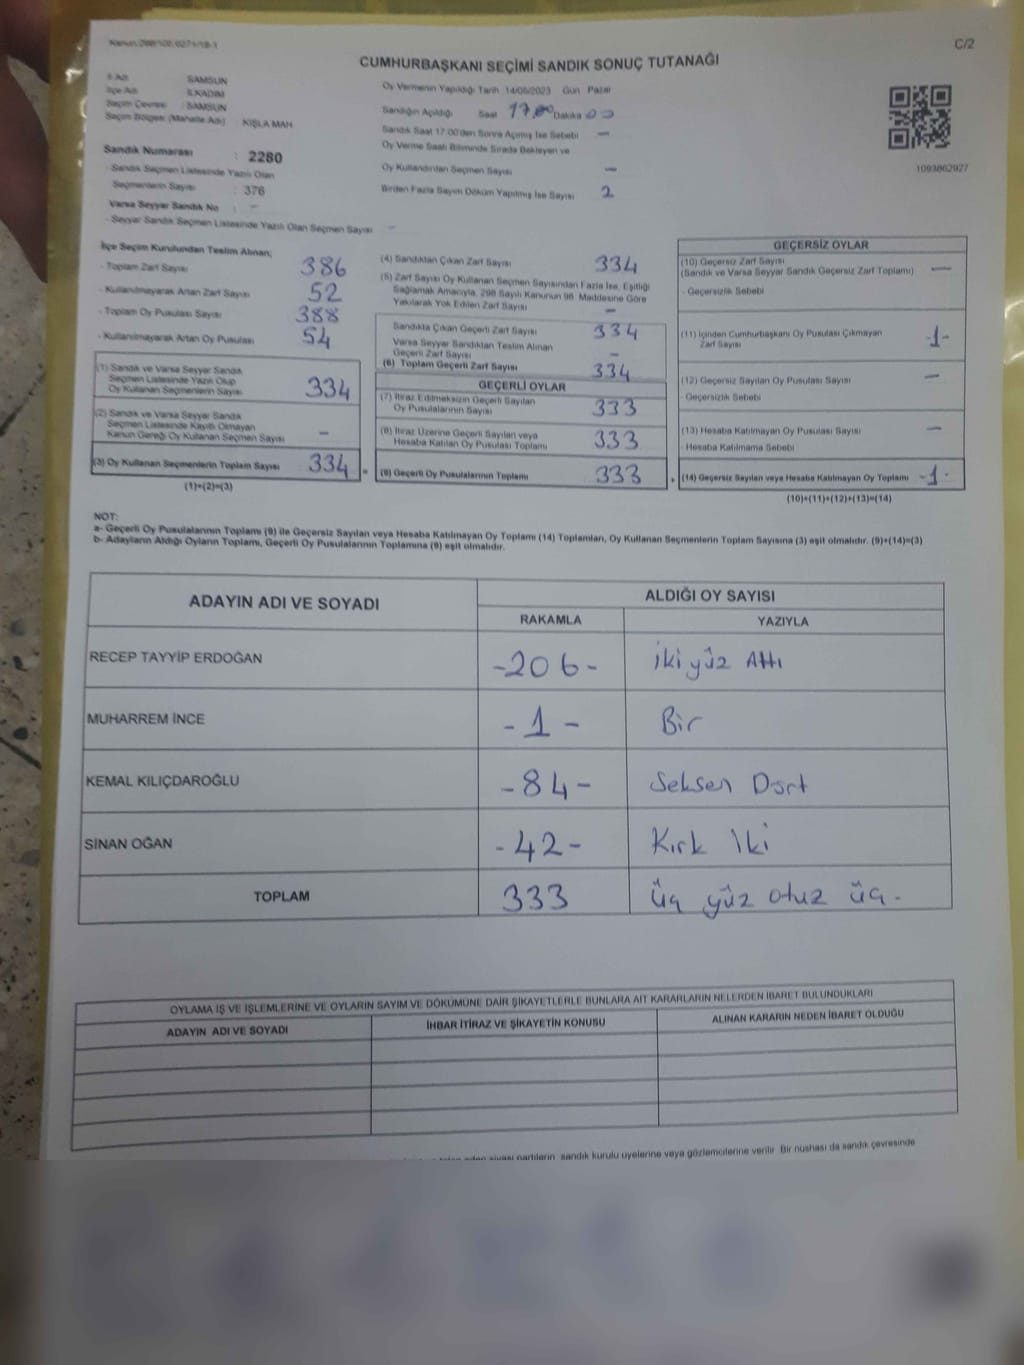 C/2
CUMHURBAŞKANI SEÇİMİ SANDIK SONUÇ TUTANAĞI
İl Adı SAMSUN
İlçe Adı İLKADIM
Seçim Çevresi : SAMSUN
Seçim Bölgesi (Mahalle Adı) KIŞLA MAH.
Sandık Numarası : 2280
- Sandık Seçmen Listesinde Yazılı Olan
Seçmenlerin Sayısı : 376
Varsa Seyyar Sandık No : -
- Seyyar Sandık Seçmen Listesinde Yazılı Olan Seçmen Sayısı -
Oy Vermenin Yapıldığı Tarih 14/05/2023 Gün Pazar
Sandığın Açıldığı Saat 17.00 Dakika 00
Sandık Saat 17:00'den Sonra Açılmış İse Sebebi -
Oy Verme Saati Bitiminde Sırada Bekleyen ve
Oy Kullandırılan Seçmen Sayısı -
Birden Fazla Sayım Döküm Yapılmış İse Sayısı 2
1093862927
İlçe Seçim Kurulundan Teslim Alınan;
- Toplam Zarf Sayısı 386
- Kullanılmayarak Artan Zarf Sayısı 52
- Toplam Oy Pusulası Sayısı 388
- Kullanılmayarak Artan Oy Pusulası 54
(1) Sandık ve Varsa Seyyar Sandık
Seçmen Listesinde Yazılı Olup
Oy Kullanan Seçmenlerin Sayısı 334
(2) Sandık ve Varsa Seyyar Sandık
Seçmen Listesinde Kayıtlı Olmayan
Kanun Gereği Oy Kullanan Seçmen Sayısı -
(3) Oy Kullanan Seçmenlerin Toplam Sayısı 334 =
(1)+(2)=(3)
(4) Sandıktan Çıkan Zarf Sayısı 334
(5) Zarf Sayısı Oy Kullanan Seçmen Sayısından Fazla İse, Eşitliği
Sağlamak Amacıyla, 298 Sayılı Kanunun 98. Maddesine Göre
Yakılarak Yok Edilen Zarf Sayısı -
Sandıkta Çıkan Geçerli Zarf Sayısı 334
Varsa Seyyar Sandıktan Teslim Alınan
Geçerli Zarf Sayısı -
(6) Toplam Geçerli Zarf Sayısı 334
GEÇERLİ OYLAR
(7) İtiraz Edilmeksizin Geçerli Sayılan
Oy Pusulalarının Sayısı 333
(8) İtiraz Üzerine Geçerli Sayılan veya
Hesaba Katılan Oy Pusulası Toplamı 333
(9) Geçerli Oy Pusulalarının Toplamı 333 +
GEÇERSİZ OYLAR
(10) Geçersiz Zarf Sayısı -
(Sandık ve Varsa Seyyar Sandık Geçersiz Zarf Toplamı)
- Geçersizlik Sebebi
(11) İçinden Cumhurbaşkanı Oy Pusulası Çıkmayan
Zarf Sayısı -1-
(12) Geçersiz Sayılan Oy Pusulası Sayısı -
- Geçersizlik Sebebi
(13) Hesaba Katılmayan Oy Pusulası Sayısı -
- Hesaba Katılmama Sebebi
(14) Geçersiz Sayılan veya Hesaba Katılmayan Oy Toplamı -1-
(10)+(11)+(12)+(13)=(14)
NOT:
a- Geçerli Oy Pusulalarının Toplamı (9) ile Geçersiz Sayılan veya Hesaba Katılmayan Oy Toplamı (14) Toplamları, Oy Kullanan Seçmenlerin Toplam Sayısına (3) eşit olmalıdır. (9)+(14)=(3)
b- Adayların Aldığı Oyların Toplamı, Geçerli Oy Pusulalarının Toplamına (9) eşit olmalıdır.
ADAYIN ADI VE SOYADI ALDIĞI OY SAYISI
RAKAMLA YAZIYLA
RECEP TAYYİP ERDOĞAN -206- İki yüz Altı
MUHARREM İNCE -1- Bir
KEMAL KILIÇDAROĞLU -84- Seksen Dört
SİNAN OĞAN -42- Kırk İki
TOPLAM 333 üç yüz otuz üç.
OYLAMA İŞ VE İŞLEMLERİNE VE OYLARIN SAYIM VE DÖKÜMÜNE DAİR ŞİKAYETLERLE BUNLARA AİT KARARLARIN NELERDEN İBARET BULUNDUKLARI
ADAYIN ADI VE SOYADI İHBAR İTİRAZ VE ŞİKAYETİN KONUSU ALINAN KARARIN NEDEN İBARET OLDUĞU
siyasi partilerin, sandık kurulu üyelerine veya gözlemcilerine verilir. Bir nüshası da sandık çevresinde